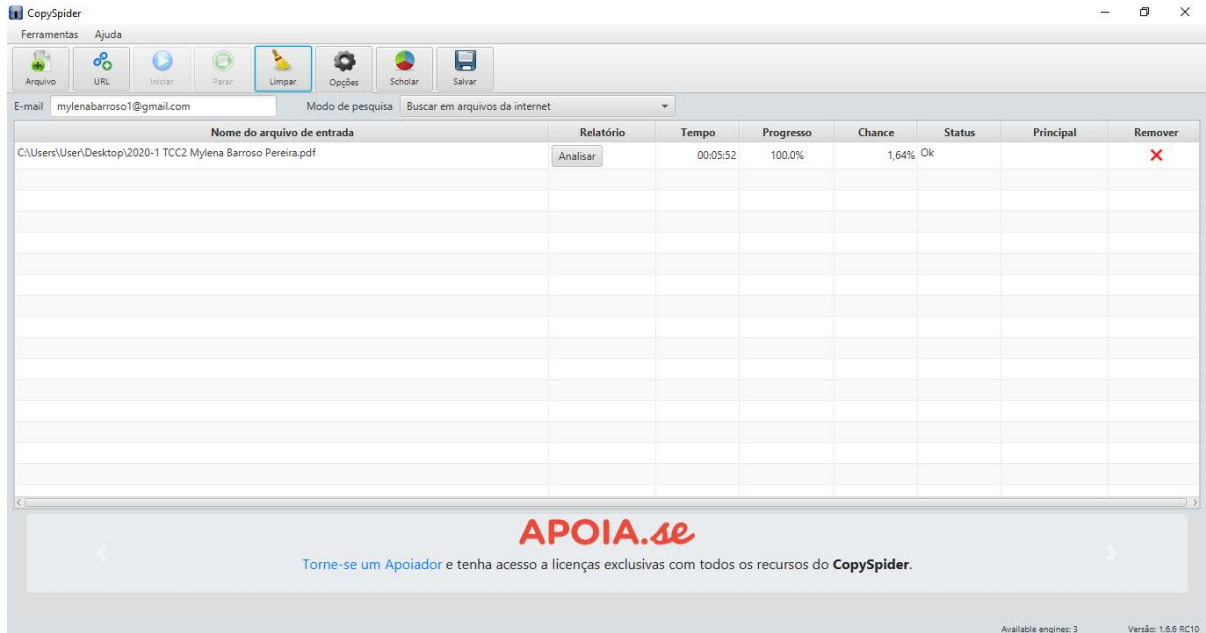 CopySpider
Ferramentas Ajuda
Arquivo URL Iniciar Parar Limpar Opções Scholar Salvar
E-mail mylenabarroso1@gmail.com Modo de pesquisa Buscar em arquivos da internet
Nome do arquivo de entrada Relatório Tempo Progresso Chance Status Principal Remover
C:\Users\User\Desktop\2020-1 TCC2 Mylena Barroso Pereira.pdf Analisar 00:05:52 100.0% 1,64% Ok
APOIA.se
Torne-se um Apoiador e tenha acesso a licenças exclusivas com todos os recursos do CopySpider.
Available engines: 3 Versão: 1.6.6 RC10